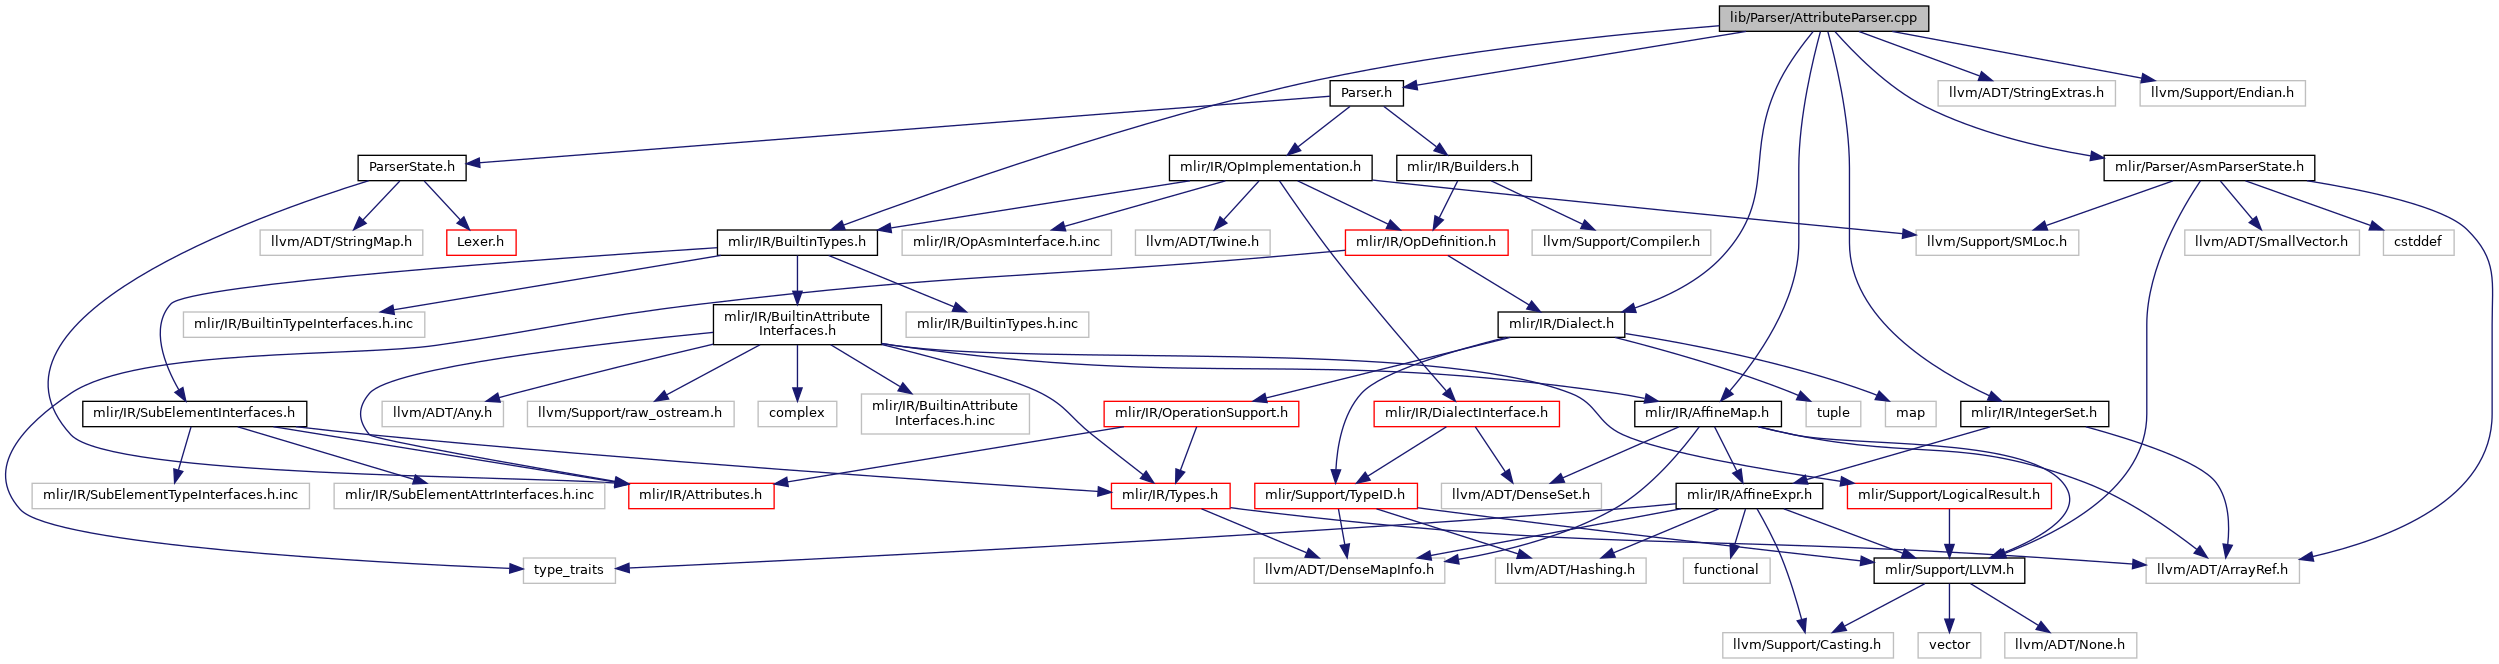 lib/Parser/AttributeParser.cpp
Parser.h
llvm/ADT/StringExtras.h
llvm/Support/Endian.h
ParserState.h
mlir/IR/OpImplementation.h
mlir/IR/Builders.h
mlir/Parser/AsmParserState.h
llvm/ADT/StringMap.h
Lexer.h
mlir/IR/BuiltinTypes.h
mlir/IR/OpAsmInterface.h.inc
llvm/ADT/Twine.h
mlir/IR/OpDefinition.h
llvm/Support/Compiler.h
llvm/Support/SMLoc.h
llvm/ADT/SmallVector.h
cstddef
mlir/IR/BuiltinTypeInterfaces.h.inc
mlir/IR/BuiltinAttribute
Interfaces.h
mlir/IR/BuiltinTypes.h.inc
mlir/IR/Dialect.h
mlir/IR/SubElementInterfaces.h
llvm/ADT/Any.h
llvm/Support/raw_ostream.h
complex
mlir/IR/BuiltinAttribute
Interfaces.h.inc
mlir/IR/OperationSupport.h
mlir/IR/DialectInterface.h
mlir/IR/AffineMap.h
tuple
map
mlir/IR/IntegerSet.h
mlir/IR/SubElementTypeInterfaces.h.inc
mlir/IR/SubElementAttrInterfaces.h.inc
mlir/IR/Attributes.h
mlir/IR/Types.h
mlir/Support/TypeID.h
llvm/ADT/DenseSet.h
mlir/IR/AffineExpr.h
mlir/Support/LogicalResult.h
type_traits
llvm/ADT/DenseMapInfo.h
llvm/ADT/Hashing.h
functional
mlir/Support/LLVM.h
llvm/ADT/ArrayRef.h
llvm/Support/Casting.h
vector
llvm/ADT/None.h